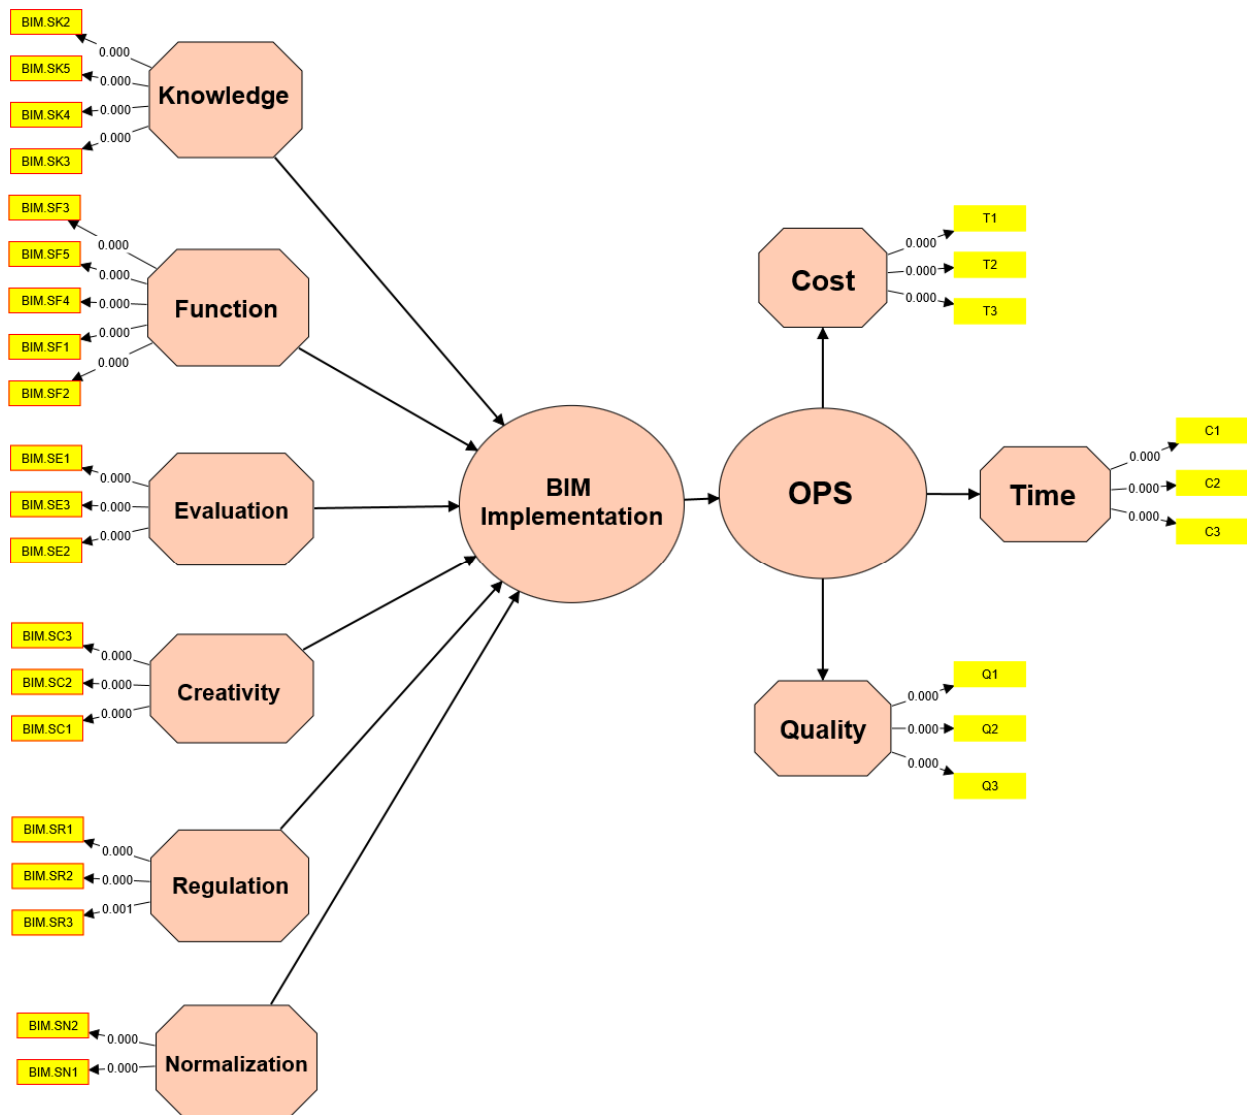 BIM.SK2
0.000
BIM.SK5
0.000
BIM.SK4
0.000
BIM.SK3
0.000
Knowledge
BIM.SF3
0.000
BIM.SF5
0.000
BIM.SF4
0.000
BIM.SF1
0.000
BIM.SF2
0.000
Function
BIM.SE1
0.000
BIM.SE3
0.000
BIM.SE2
0.000
Evaluation
BIM.SC3
0.000
BIM.SC2
0.000
BIM.SC1
0.000
Creativity
BIM.SR1
0.000
BIM.SR2
0.000
BIM.SR3
0.001
Regulation
BIM.SN2
0.000
BIM.SN1
0.000
Normalization
BIM
Implementation
OPS
Cost
0.000
T1
0.000
T2
0.000
T3
Time
0.000
C1
0.000
C2
0.000
C3
Quality
0.000
Q1
0.000
Q2
0.000
Q3